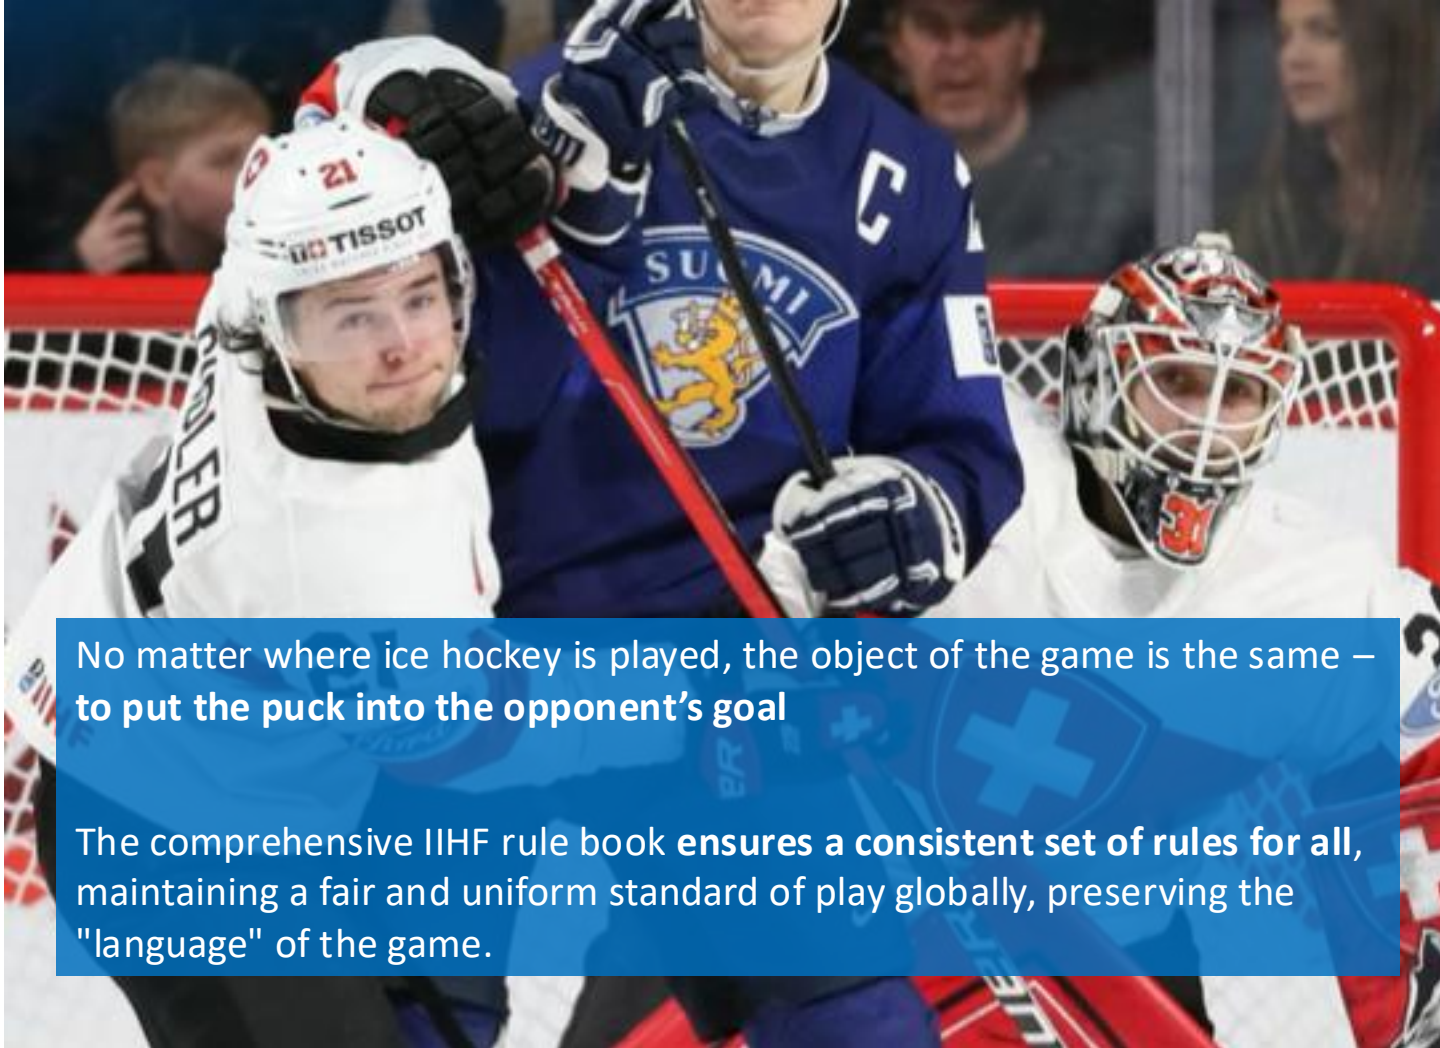 21
TISSOT
C
SUOMI
31
No matter where ice hockey is played, the object of the game is the same –
to put the puck into the opponent’s goal
The comprehensive IIHF rule book ensures a consistent set of rules for all,
maintaining a fair and uniform standard of play globally, preserving the
"language" of the game.